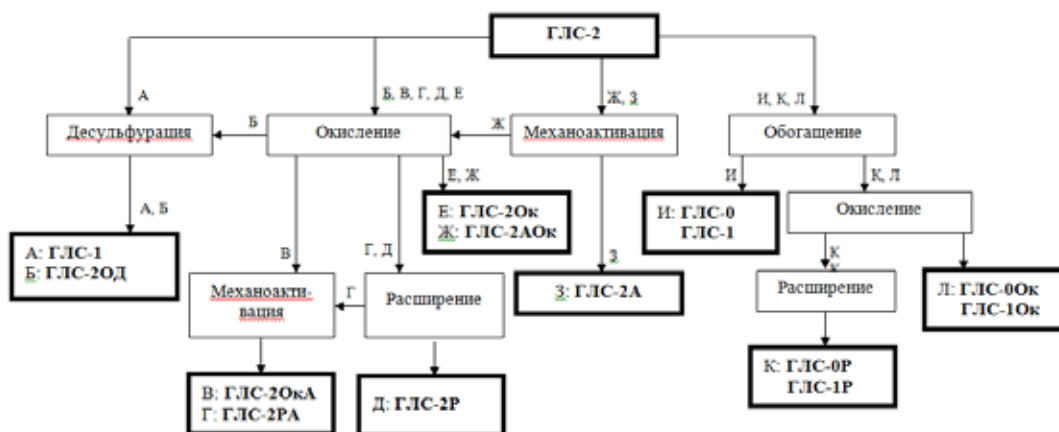 ГЛС-2
А
Б, В, Г, Д, Е
Ж, З
И, К, Л
Десульфурация
Б
Окисление
Ж
Механоактивация
Обогащение
А, Б
В
Г, Д
Е, Ж
З
И
К, Л
А: ГЛС-1
Б: ГЛС-2ОД
Е: ГЛС-2Ок
Ж: ГЛС-2АОк
И: ГЛС-0
ГЛС-1
Окисление
К
Механоакти-
вация
Г
Расширение
З: ГЛС-2А
Расширение
Л: ГЛС-0Ок
ГЛС-1Ок
В: ГЛС-2ОкА
Г: ГЛС-2РА
Д: ГЛС-2Р
К: ГЛС-0Р
ГЛС-1Р